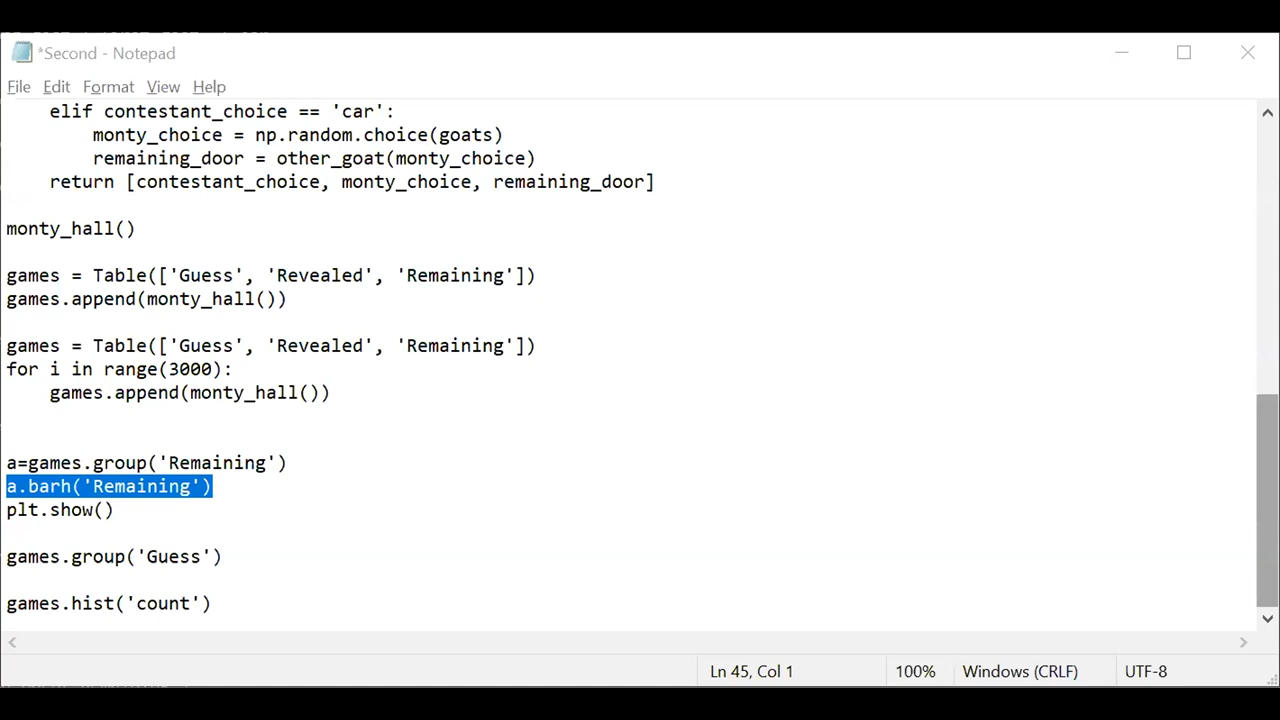 *Second - Notepad
File Edit Format View Help
elif contestant_choice == 'car':
monty_choice = np.random.choice(goats)
remaining_door = other_goat(monty_choice)
return [contestant_choice, monty_choice, remaining_door]
monty_hall()
games = Table(['Guess', 'Revealed', 'Remaining'])
games.append(monty_hall())
games = Table(['Guess', 'Revealed', 'Remaining'])
for i in range(3000):
games.append(monty_hall())
a=games.group('Remaining')
a.barh('Remaining')
plt.show()
games.group('Guess')
games.hist('count')
Ln 45, Col 1 100% Windows (CRLF) UTF-8